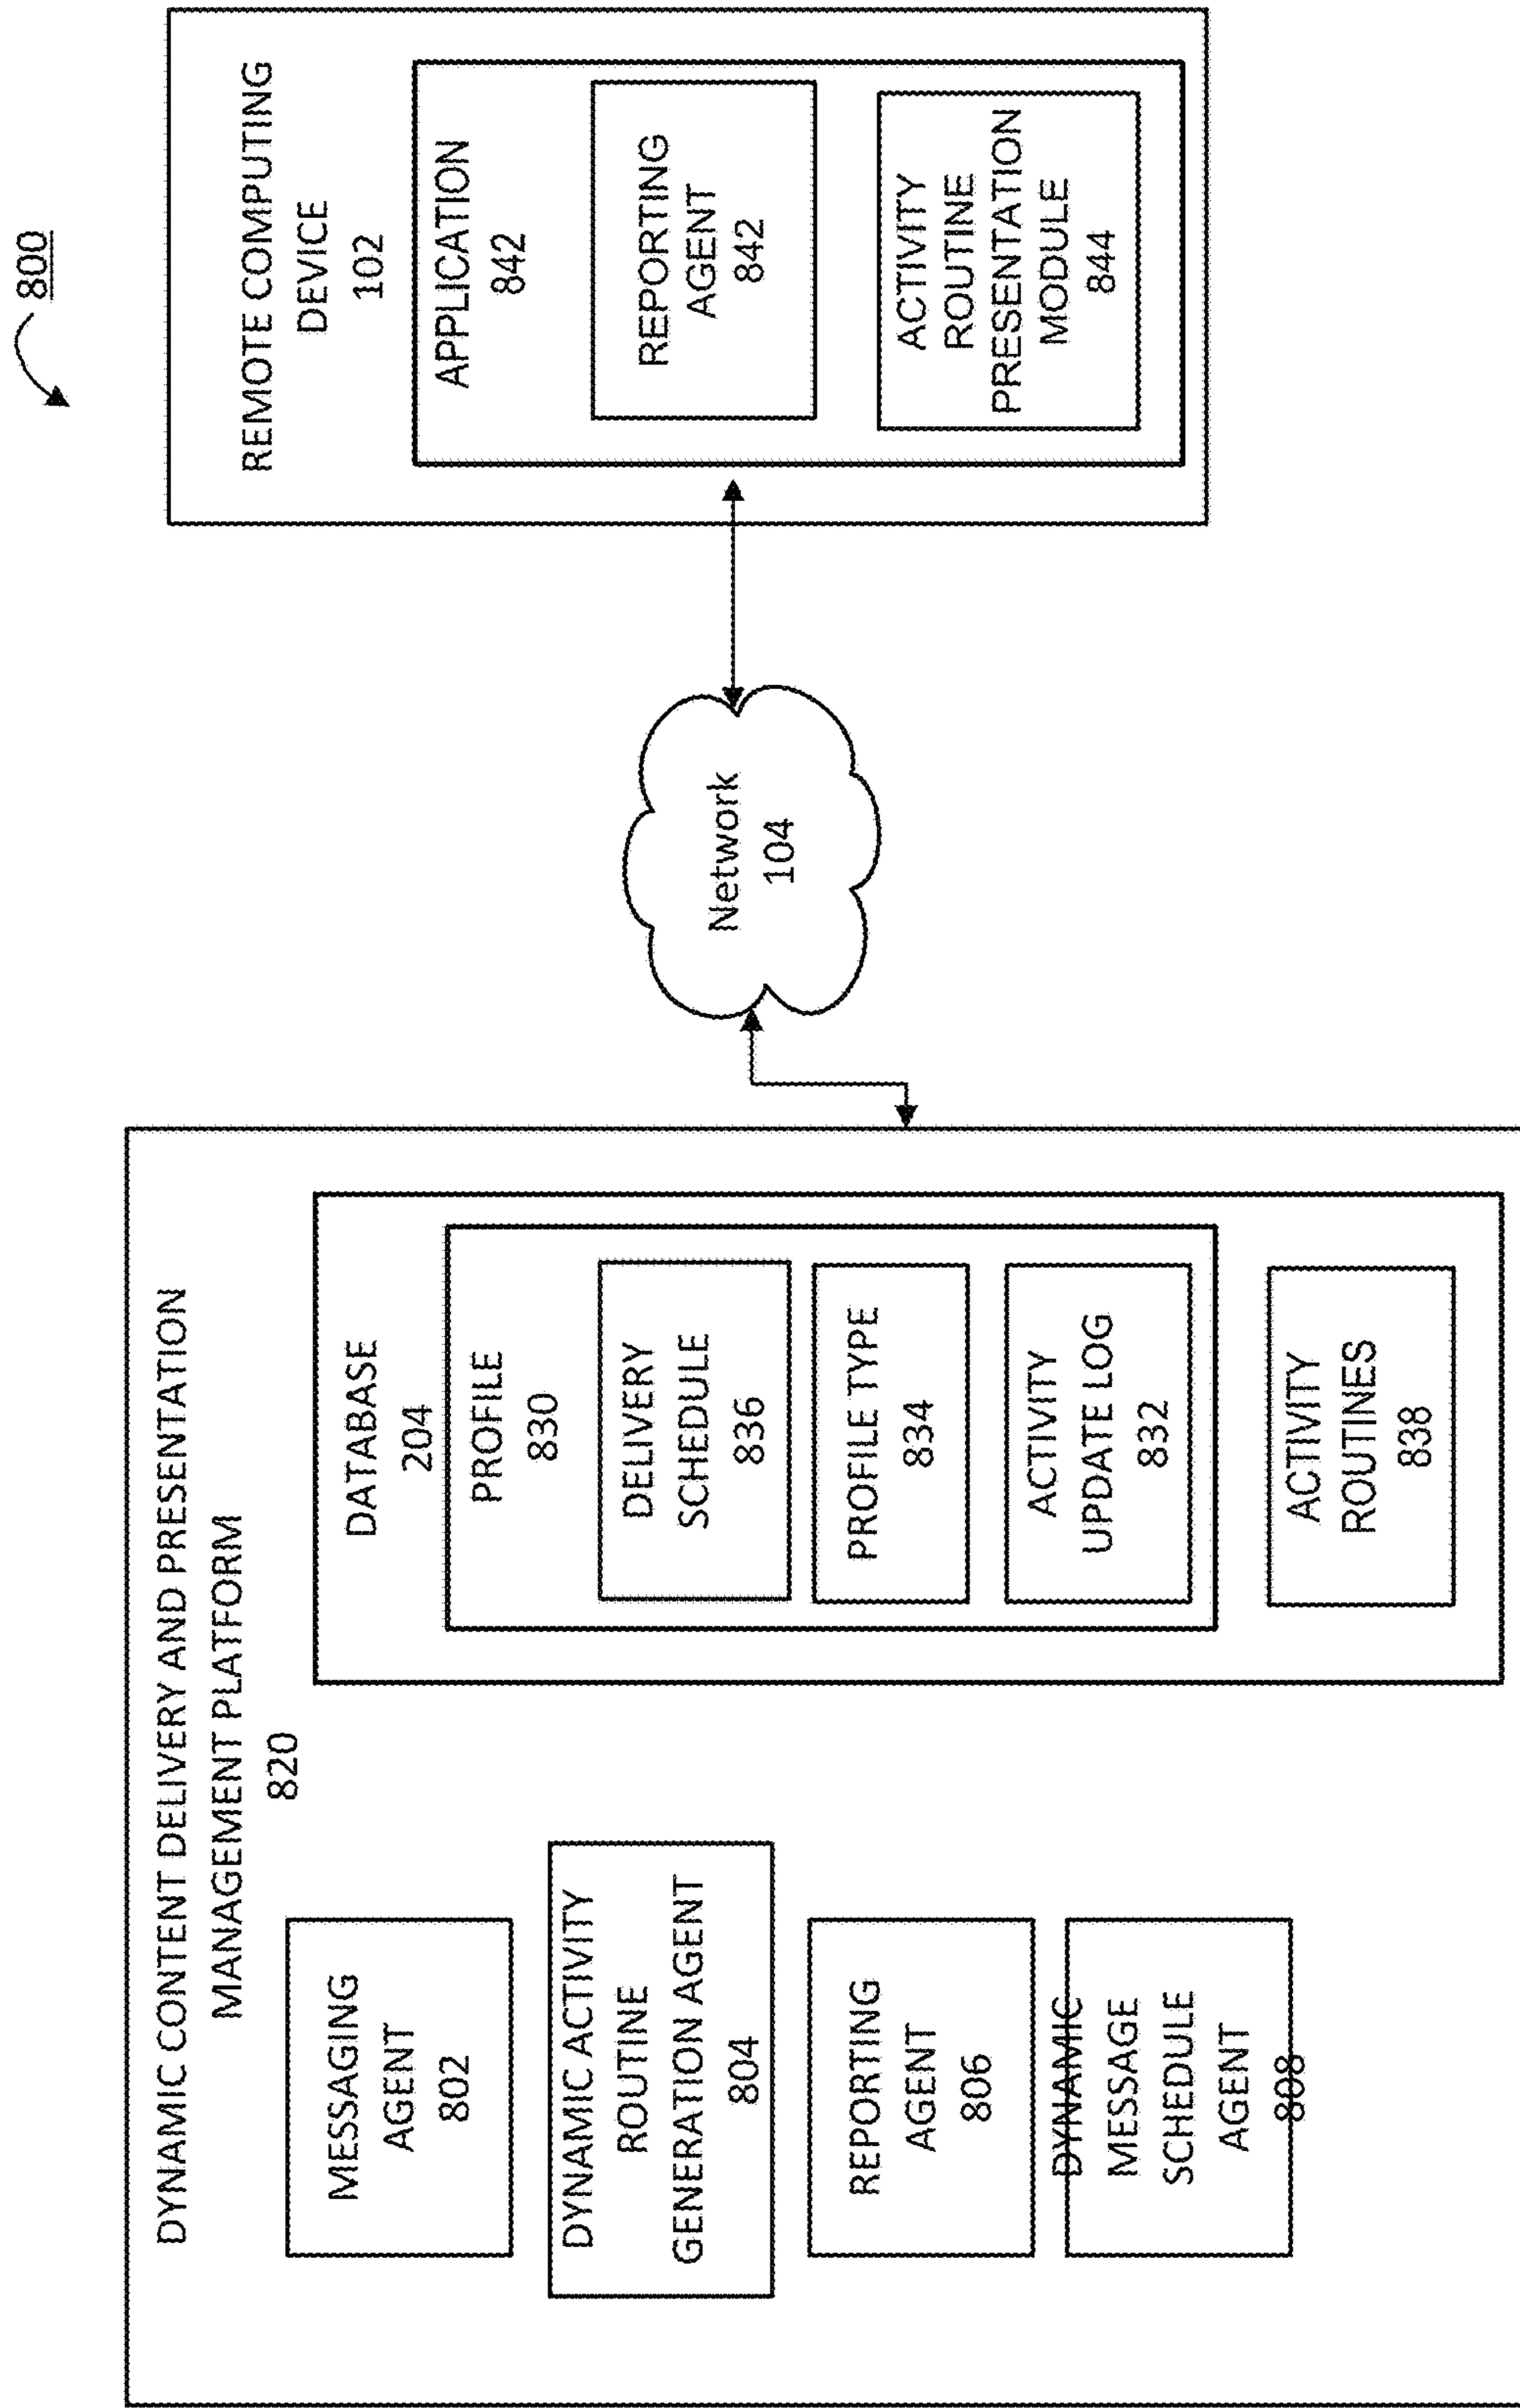 800
DYNAMIC CONTENT DELIVERY AND PRESENTATION
MANAGEMENT PLATFORM
820
MESSAGING
AGENT
802
DYNAMIC ACTIVITY
ROUTINE
GENERATION AGENT
804
REPORTING
AGENT
806
DYNAMIC
MESSAGE
SCHEDULE
AGENT
808
DATABASE
204
PROFILE
830
DELIVERY
SCHEDULE
836
PROFILE TYPE
834
ACTIVITY
UPDATE LOG
832
ACTIVITY
ROUTINES
838
Network
104
REMOTE COMPUTING
DEVICE
102
APPLICATION
842
REPORTING
AGENT
842
ACTIVITY
ROUTINE
PRESENTATION
MODULE
844